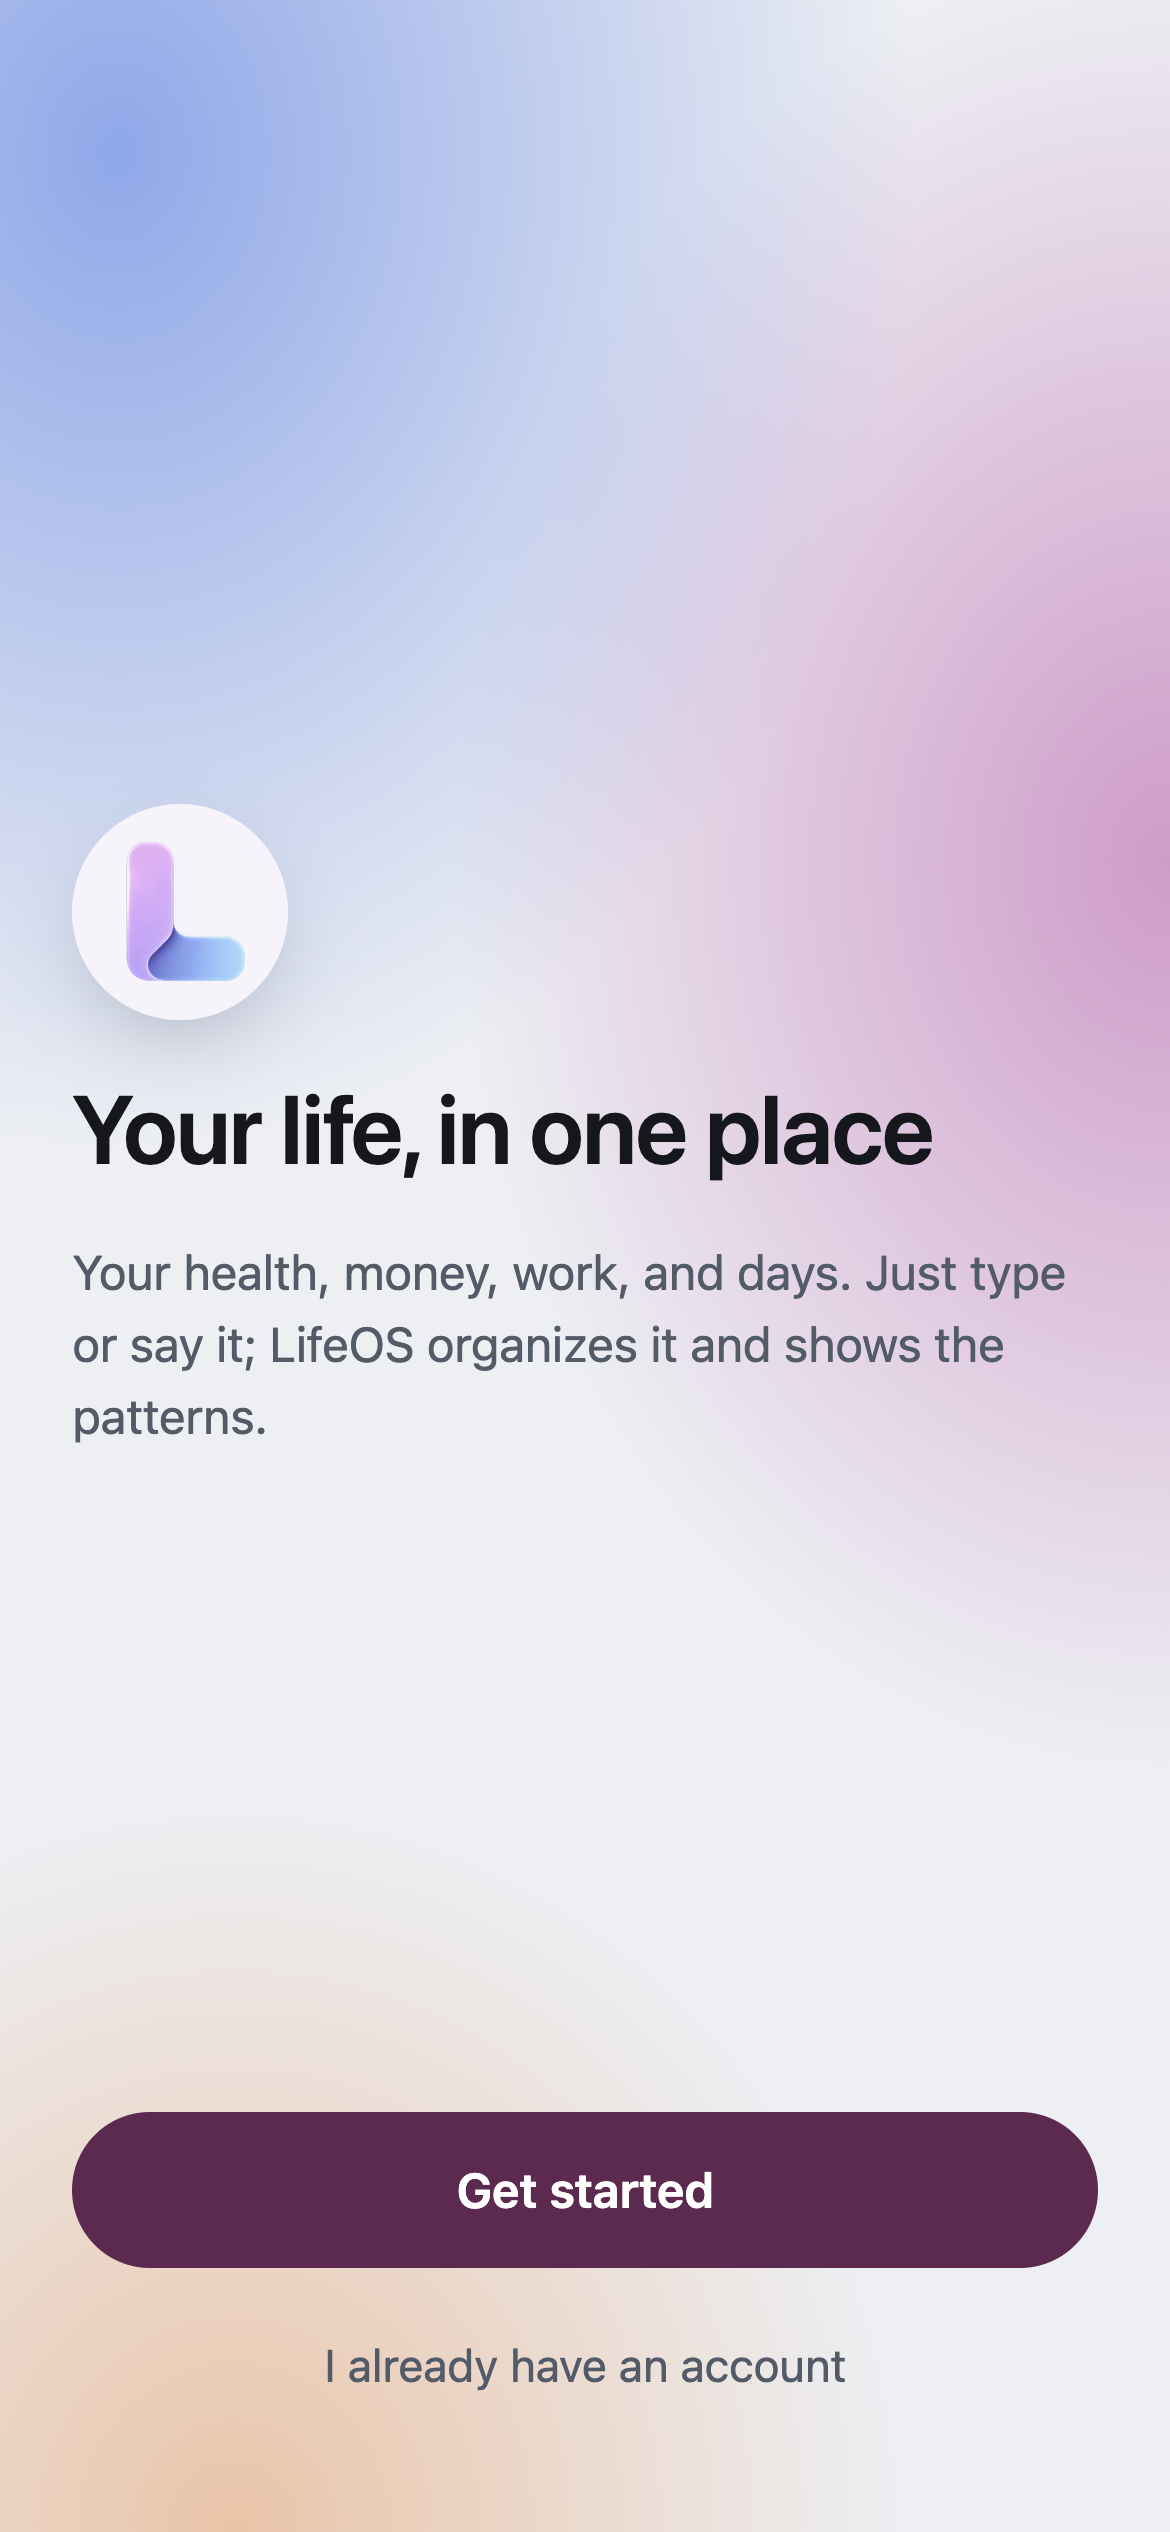 Your life, in one place
Your health, money, work, and days. Just type
or say it; LifeOS organizes it and shows the
patterns.
Get started
I already have an account